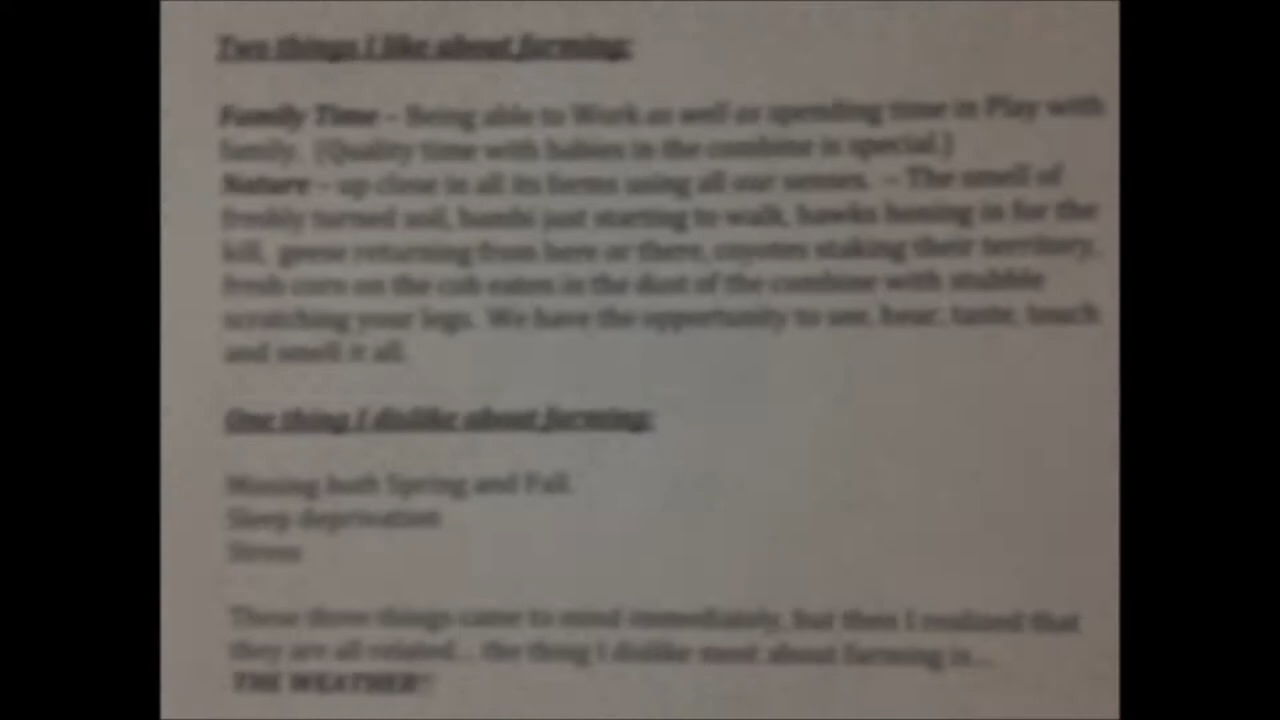 Two things I like about farming:
Family Time – Being able to Work as well as spending time in Play with
family. (Quality time with babies in the combine is special.)
Nature – up close in all its forms using all our senses. – The smell of
freshly turned soil, bambi just starting to walk, hawks homing in for the
kill, geese returning from here or there, coyotes staking their territory,
fresh corn on the cob eaten in the dust of the combine with stubble
scratching your legs. We have the opportunity to see, hear, taste, touch
and smell it all.
One thing I dislike about farming:
Missing both Spring and Fall.
Sleep deprivation
Stress
These three things came to mind immediately, but then I realized that
they are all related... the thing I dislike most about farming is...
THE WEATHER!